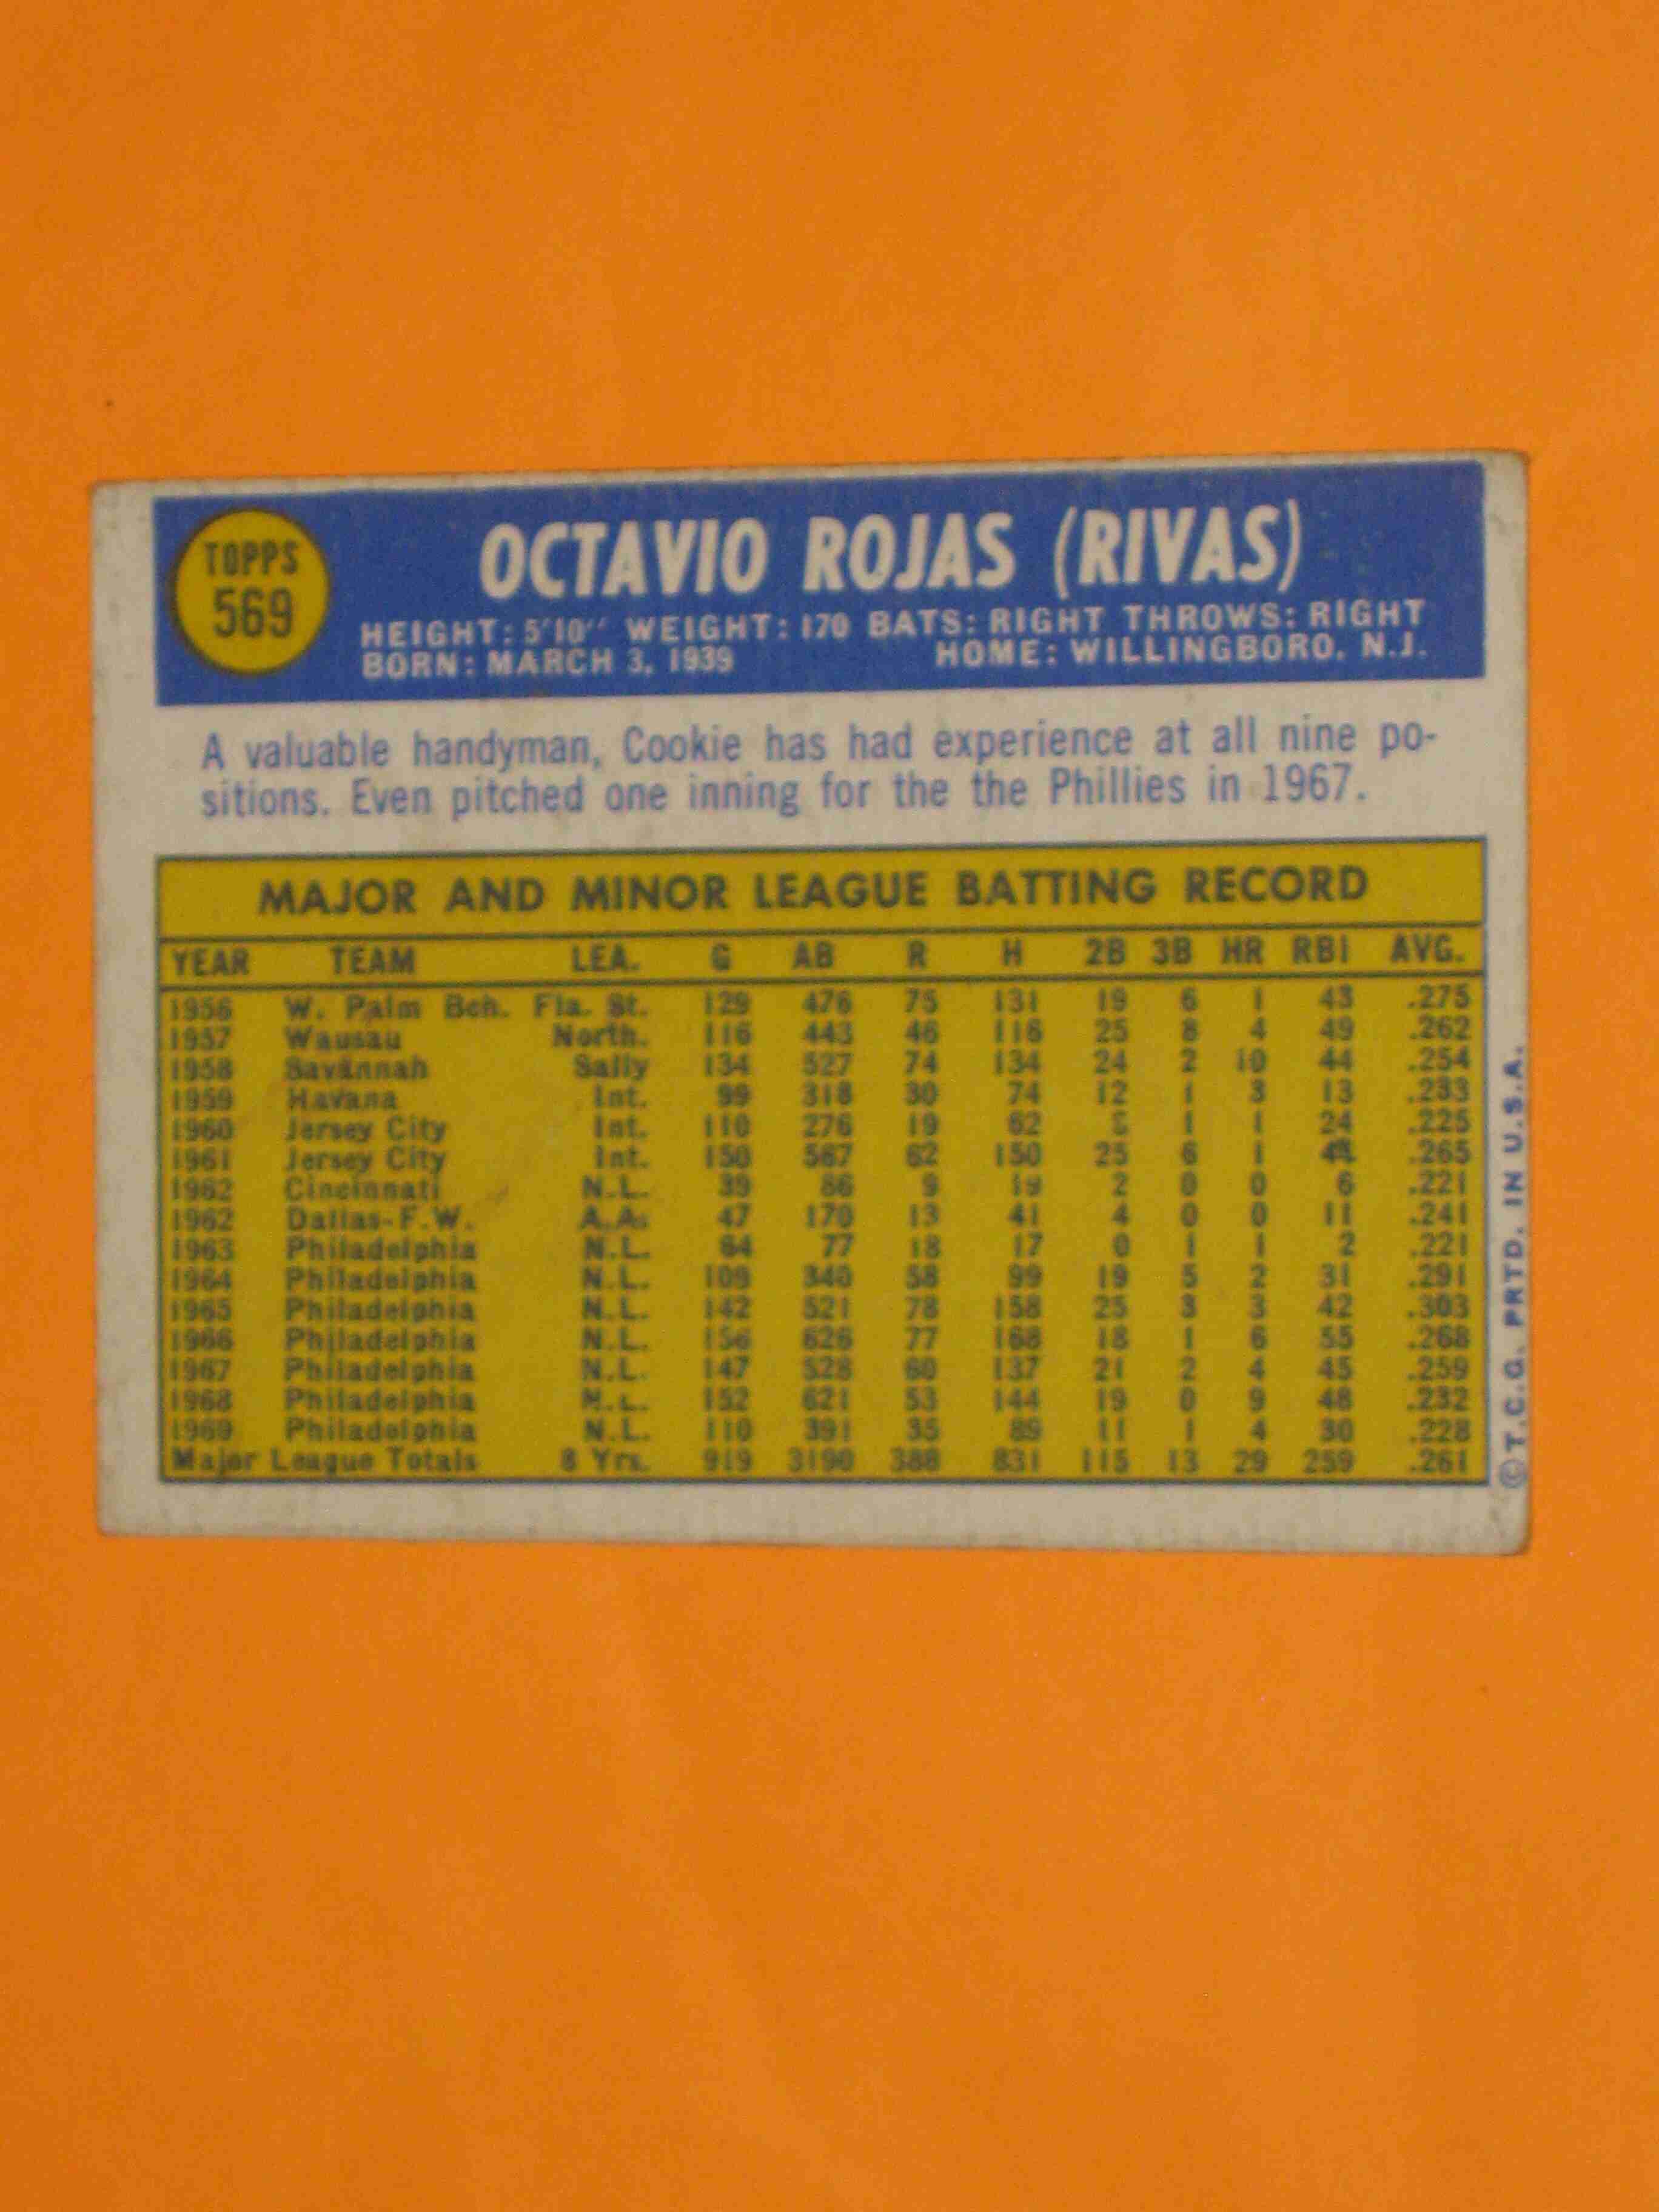 TOPPS
569
OCTAVIO ROJAS (RIVAS)
HEIGHT: 5'10" WEIGHT: 170 BATS: RIGHT THROWS: RIGHT
BORN: MARCH 3, 1939 HOME: WILLINGBORO, N.J.
A valuable handyman, Cookie has had experience at all nine po-
sitions. Even pitched one inning for the the Phillies in 1967.
MAJOR AND MINOR LEAGUE BATTING RECORD
YEAR TEAM LEA. G AB R H 2B 3B HR RBI AVG.
1956 W. Palm Bch. Fla. St. 129 476 75 131 19 6 1 43 .275
1957 Wausau North. 116 443 46 116 25 8 4 49 .262
1958 Savannah Sally 134 527 74 134 24 2 10 44 .254
1959 Havana Int. 99 318 30 74 12 1 3 13 .233
1960 Jersey City Int. 110 276 19 62 1 1 24 .225
1961 Jersey City Int. 150 567 62 150 25 6 1 .265
1962 Cincinnati N.L. 39 86 9 19 2 0 0 6 .221
1962 Dallas-F.W. A.A. 47 170 13 41 4 0 0 11 .241
1963 Philadelphia N.L. 64 77 18 17 0 1 1 2 .221
1964 Philadelphia N.L. 109 340 58 99 19 5 2 31 .291
1965 Philadelphia N.L. 142 521 78 158 25 3 3 42 .303
1966 Philadelphia N.L. 156 626 77 168 18 1 6 55 .268
1967 Philadelphia N.L. 147 528 60 137 21 2 4 45 .259
1968 Philadelphia N.L. 152 621 53 144 19 0 9 48 .232
1969 Philadelphia N.L. 110 391 35 89 11 1 4 30 .228
Major League Totals 8 Yrs. 919 3190 388 831 115 13 29 259 .261
©T.C.G. PRTD. IN U.S.A.